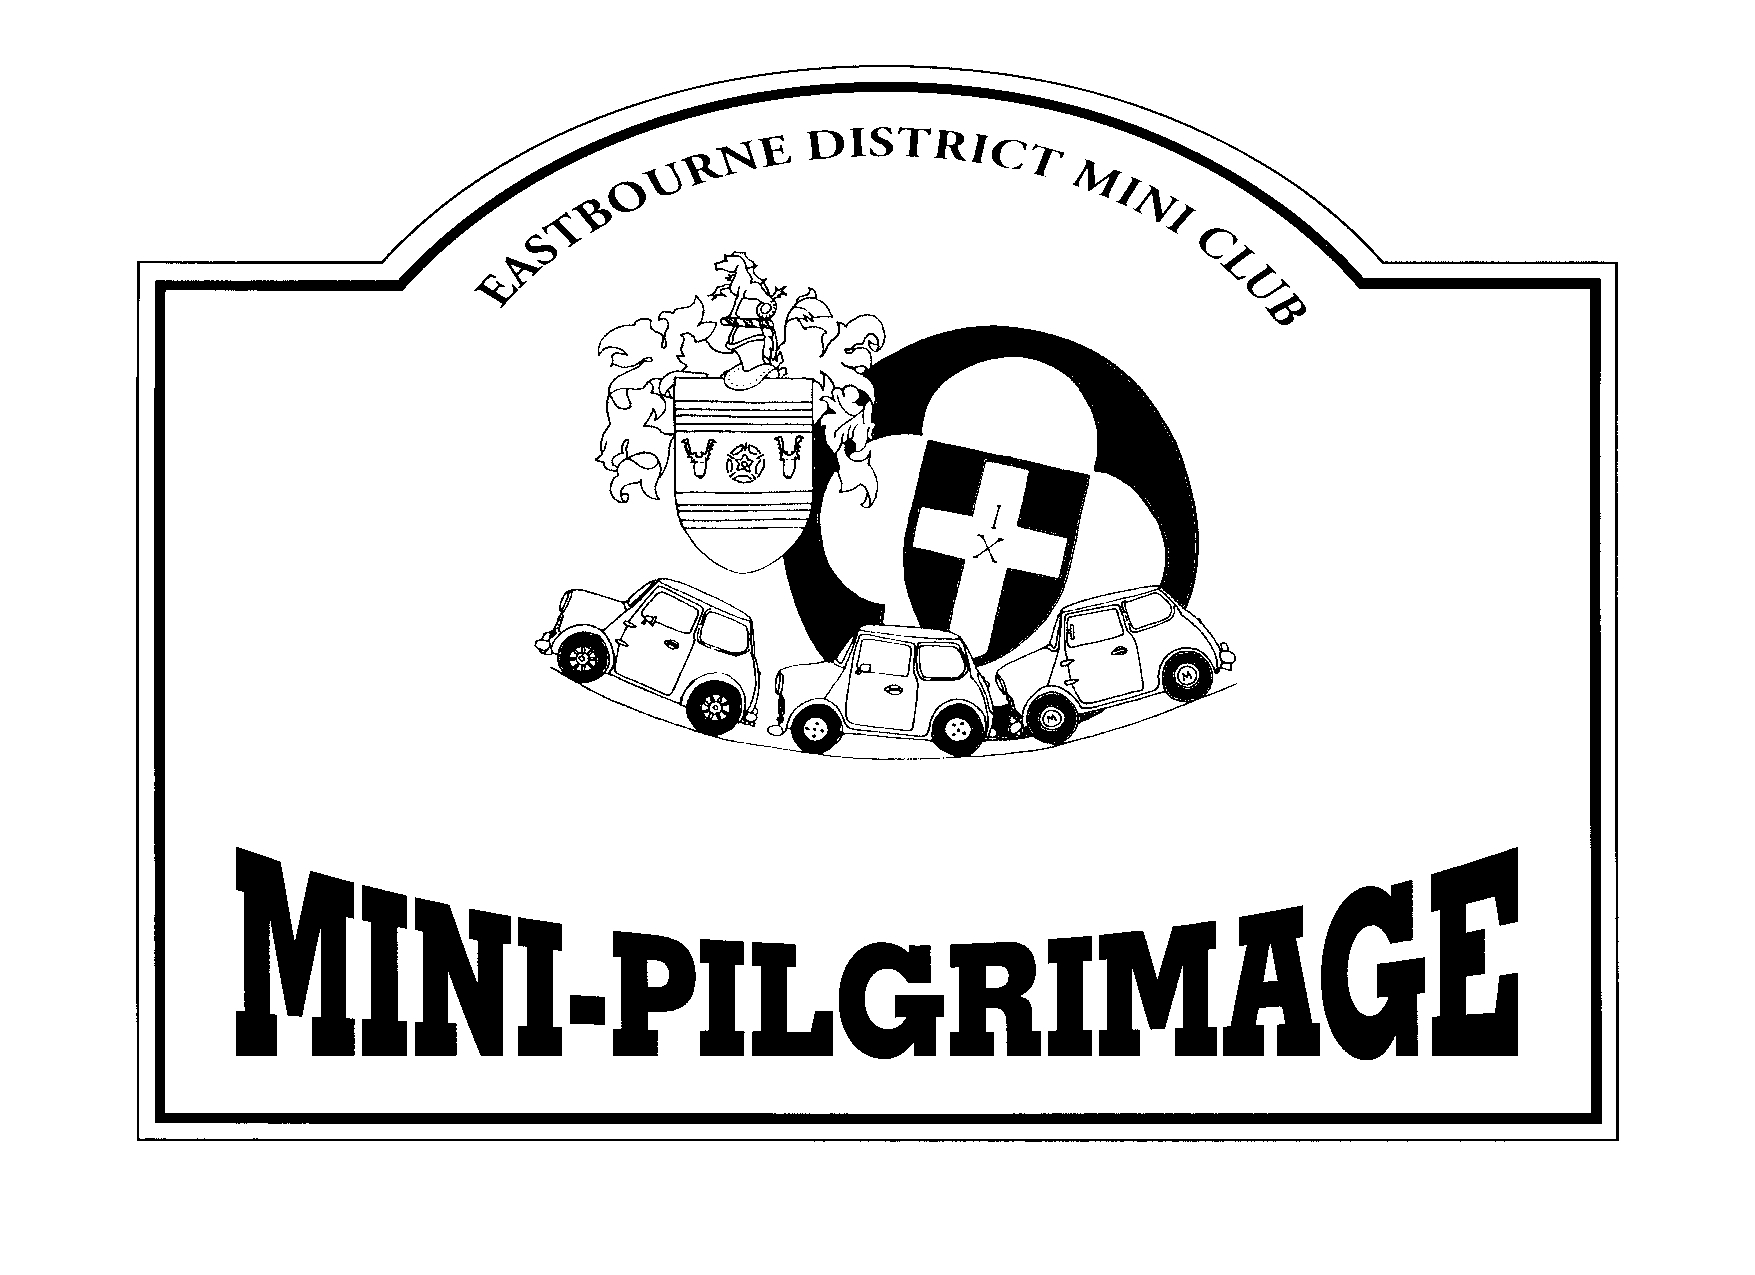 EASTBOURNE DISTRICT MINI CLUB
I
X
MINI-PILGRIMAGE